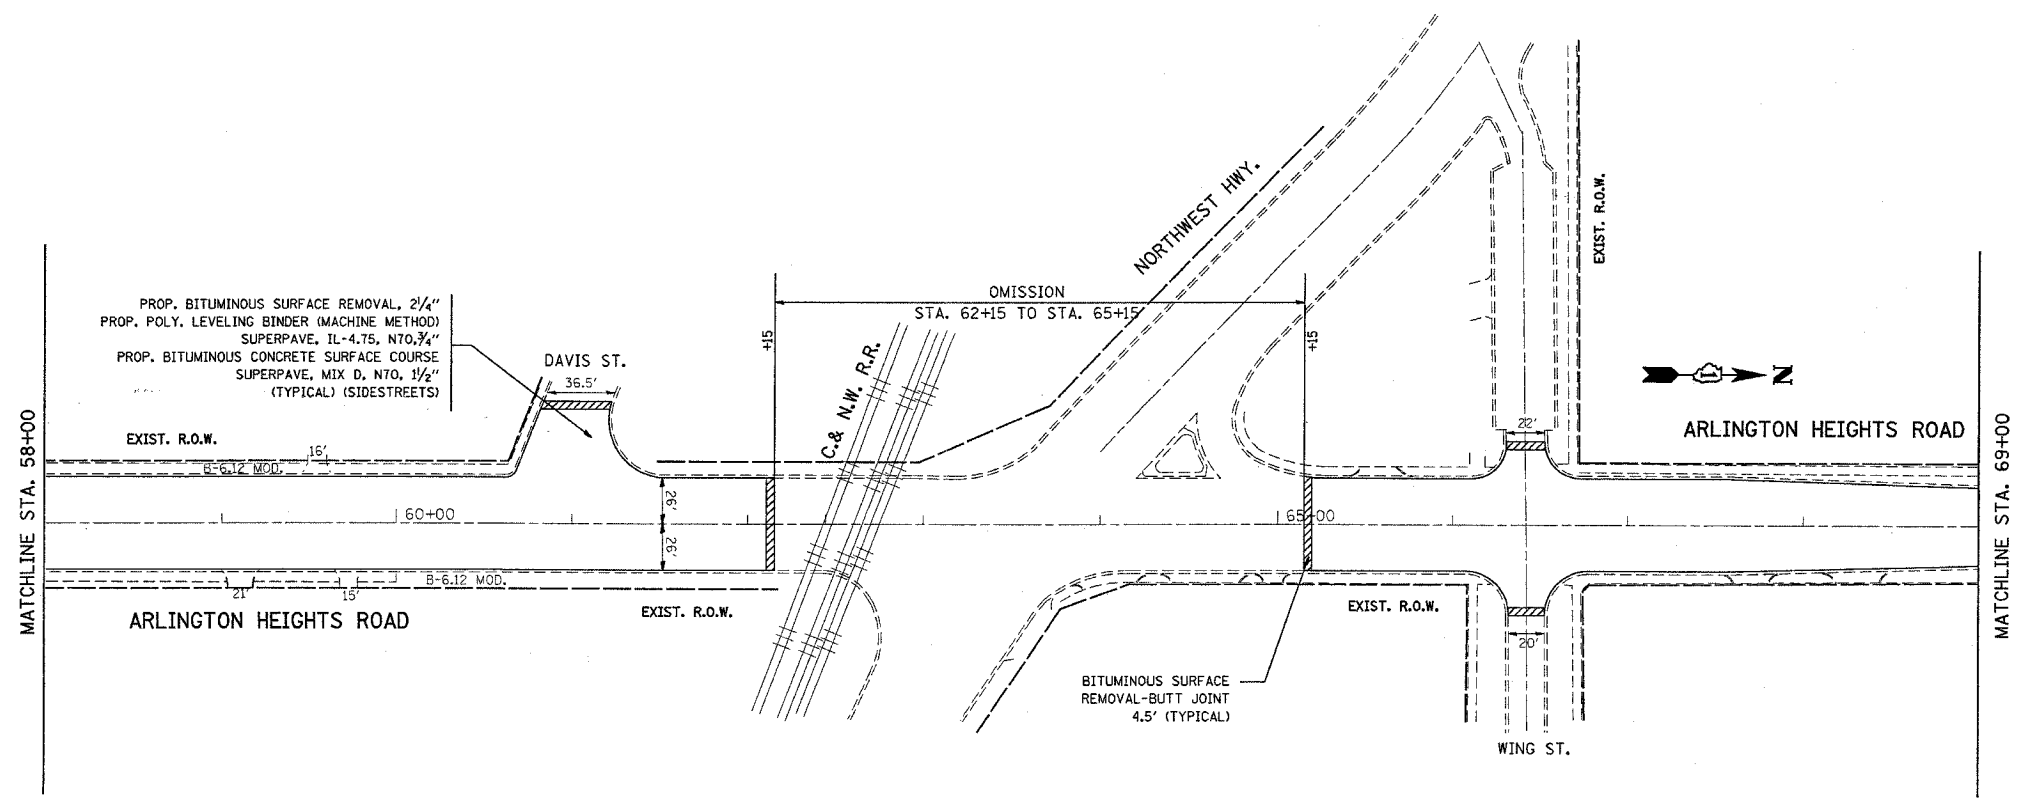 NORTHWEST HWY.
EXIST. R.O.W.
OMISSION
STA. 62+15 TO STA. 65+15
+15
+15
PROP. BITUMINOUS SURFACE REMOVAL, 2 1/4"
PROP. POLY. LEVELING BINDER (MACHINE METHOD)
SUPERPAVE, IL-4.75, N70, 3/4"
PROP. BITUMINOUS CONCRETE SURFACE COURSE
SUPERPAVE, MIX D, N70, 1 1/2"
(TYPICAL) (SIDESTREETS)
DAVIS ST.
36.5'
C.& N.W. R.R.
N
MATCHLINE STA. 58+00
EXIST. R.O.W.
16'
B-6.12 MOD.
22'
ARLINGTON HEIGHTS ROAD
MATCHLINE STA. 69+00
60+00
26'
26'
65+00
B-6.12 MOD.
21'
15'
ARLINGTON HEIGHTS ROAD
EXIST. R.O.W.
EXIST. R.O.W.
20'
BITUMINOUS SURFACE
REMOVAL-BUTT JOINT
4.5' (TYPICAL)
WING ST.